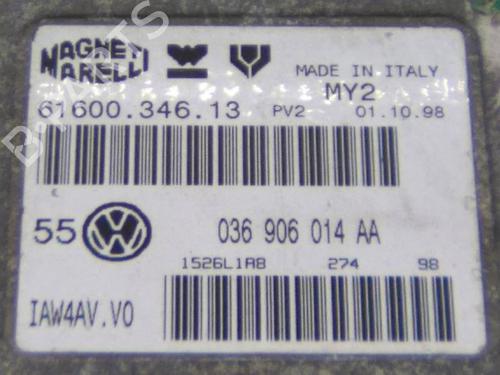 MAGNETI
MARELLI
MADE IN ITALY
MY2
61600.346.13 PV2 01.10.98
55 VW 036 906 014 AA
1526L1A8 274 98
IAW4AV.V0